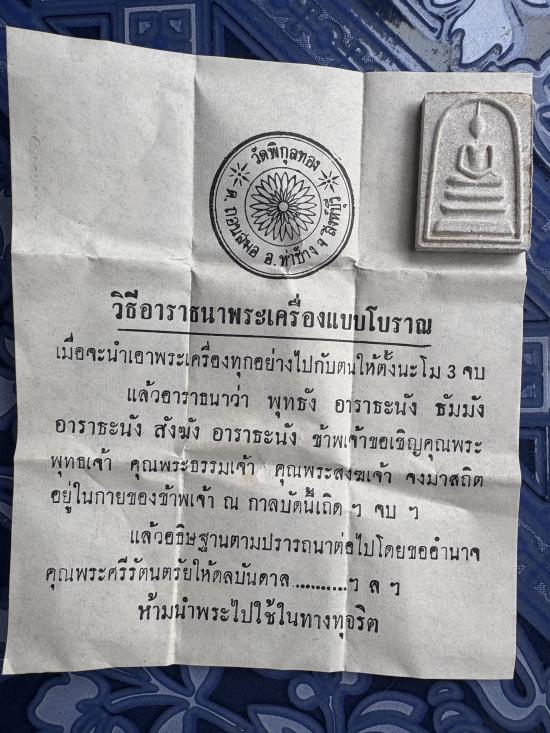 วัดพิกุลทอง
ต. ถอนสมอ อ. ท่าช้าง จ. สิงห์บุรี
วิธีอาราธนาพระเครื่องแบบโบราณ
เมื่อจะนำเอาพระเครื่องทุกอย่างไปกับตนให้ตั้งนะโม 3 จบ
แล้วอาราธนาว่า พุทธัง อาราธะนัง ธัมมัง
อาราธะนัง สังฆัง อาราธะนัง ข้าพเจ้าขอเชิญคุณพระ
พุทธเจ้า คุณพระธรรมเจ้า คุณพระสงฆเจ้า จงมาสถิต
อยู่ในกายของข้าพเจ้า ณ กาลบัดนี้เถิด ๆ จบ ๆ
แล้วอธิษฐานตามปรารถนาต่อไปโดยขออำนาจ
คุณพระศรีรัตนตรัยให้ดลบันดาล...........ๆ ล ๆ
ห้ามนำพระไปใช้ในทางทุจริต